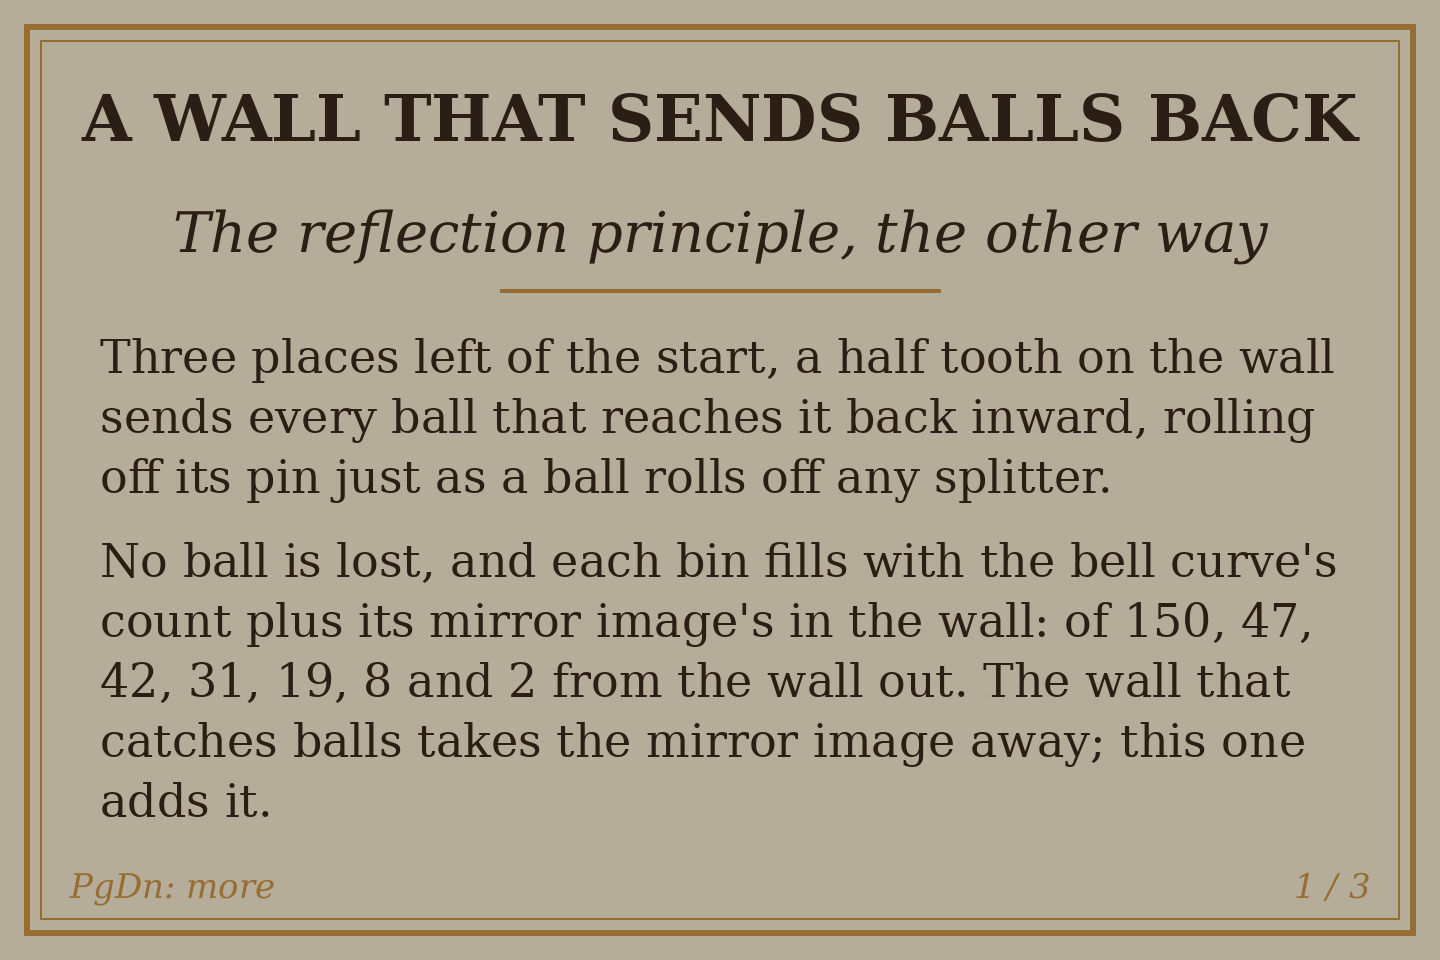 A WALL THAT SENDS BALLS BACK
The reflection principle, the other way
Three places left of the start, a half tooth on the wall
sends every ball that reaches it back inward, rolling
off its pin just as a ball rolls off any splitter.
No ball is lost, and each bin fills with the bell curve's
count plus its mirror image's in the wall: of 150, 47,
42, 31, 19, 8 and 2 from the wall out. The wall that
catches balls takes the mirror image away; this one
adds it.
PgDn: more
1 / 3